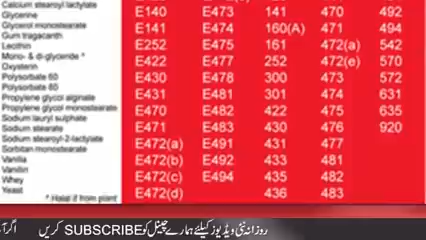 Calcium stearoyl lactylate
Glycerine
Glycerol monostearate
Gum tragacanth
Lecithin
Mono- & di-glyceride *
Oxysterin
Polysorbate 60
Polysorbate 80
Propylene glycol alginate
Propylene glycol monostearate
Sodium lauryl sulphate
Sodium stearate
Sodium stearoyl-2-lactylate
Sorbitan monostearate
Vanilla
Vanillin
Whey
Yeast
* Halal if from plant
E140 E473 141 470 492
E141 E474 160(A) 471 494
E252 E475 161 472(a) 542
E422 E477 252 472(e) 570
E430 E478 300 473 572
E431 E481 301 474 631
E470 E482 422 475 635
E471 E483 430 476 920
E472(a) E491 431 477
E472(b) E492 433 481
E472(c) E494 435 482
E472(d) 436 483
روزانہ نئی ویڈیوز کیلئے ہمارے چینل کو SUBSCRIBE کریں اگر